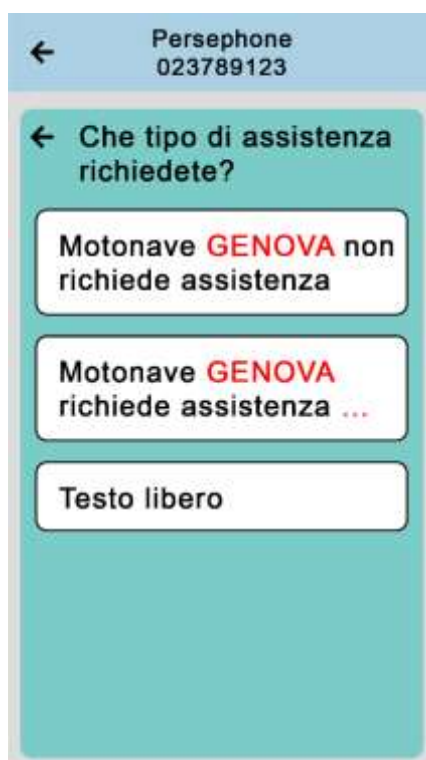 Persephone
023789123
Che tipo di assistenza
richiedete?
Motonave GENOVA non
richiede assistenza
Motonave GENOVA
richiede assistenza ...
Testo libero